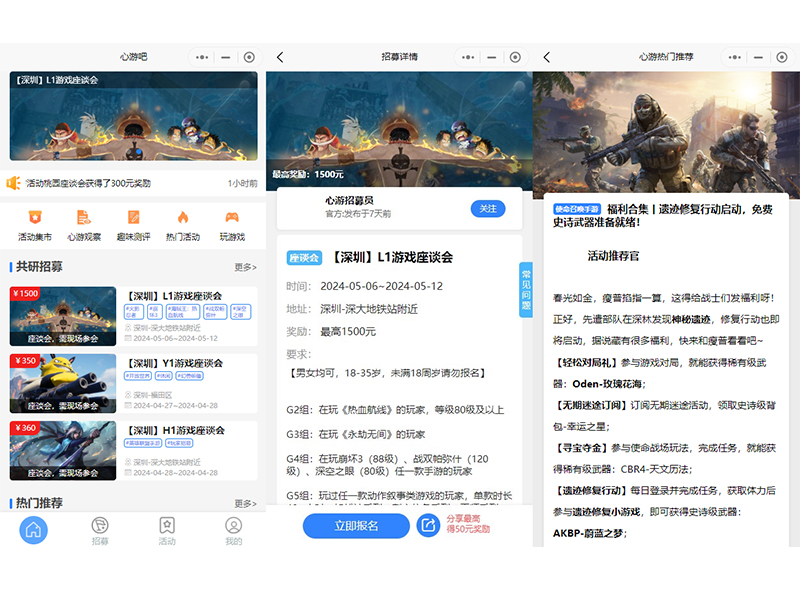 心游吧
【深圳】L1游戏座谈会
活动桃园座谈会获得了300元奖励
1小时前
活动集市
心游观察
趣味测评
热门活动
玩游戏
共研招募
更多>
¥1500
座谈会，需现场参会
【深圳】L1游戏座谈会
深圳-深大地铁站附近
2024-05-06~2024-05-12
¥350
座谈会，需现场参会
【深圳】Y1游戏座谈会
深圳-福田区
2024-04-27~2024-04-28
¥360
座谈会，需现场参会
【深圳】H1游戏座谈会
深圳-深大地铁站附近
2024-04-28~2024-04-28
热门推荐
更多>
招募
活动
我的
招募详情
最高奖励：1500元
心游招募员
官方:发布于7天前
关注
座谈会 【深圳】L1游戏座谈会
时间： 2024-05-06~2024-05-12
地址： 深圳-深大地铁站附近
奖励： 最高1500元
要求：
【男女均可，18-35岁，未满18周岁请勿报名】
G2组：在玩《热血航线》的玩家，等级80级及以上
G3组：在玩《永劫无间》的玩家
G4组：在玩崩坏3（88级）、战双帕弥什（120
级）、深空之眼（80级）任一款手游的玩家
G5组：玩过任一款动作叙事类游戏的玩家，单款时长
常见问题
立即报名
分享最高
得50元奖励
心游热门推荐
使命召唤手游 福利合集丨遗迹修复行动启动，免费
史诗武器准备就绪！
活动推荐官
春光如金，瘦普掐指一算，这得给战士们发福利呀！
正好，先遣部队在深林发现神秘遗迹，修复行动也即
将启动，据说藏有很多福利，快来和瘦普看看吧~
【轻松对局礼】参与游戏对局，就能获得稀有级武
器：Oden-玫瑰花海；
【无期迷途订阅】订阅无期迷途活动，领取史诗级背
包-幸运之星；
【寻宝夺金】参与使命战场玩法，完成任务，就能获
得稀有级武器：CBR4-天文历法；
【遗迹修复行动】每日登录并完成任务，获取体力后
参与遗迹修复小游戏，即可获得史诗级武器：
AKBP-蔚蓝之梦；